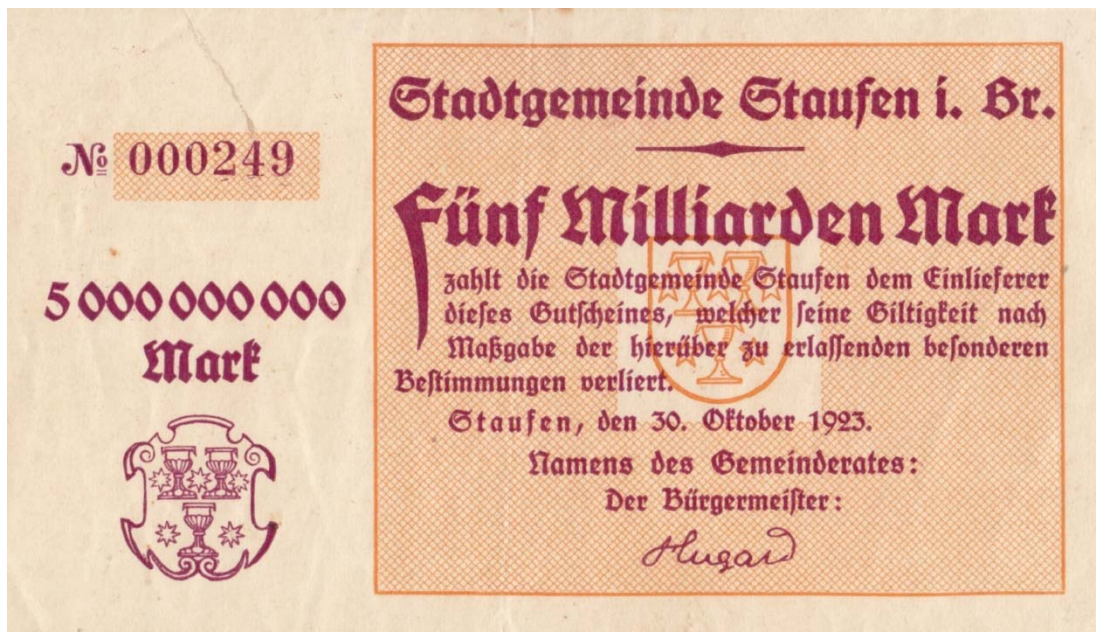 № 000249
5 000 000 000
Mark
Stadtgemeinde Staufen i. Br.
Fünf Milliarden Mark
zahlt die Stadtgemeinde Staufen dem Einlieferer
dieses Gutscheines, welcher seine Giltigkeit nach
Maßgabe der hierüber zu erlassenden besonderen
Bestimmungen verliert.
Staufen, den 30. Oktober 1923.
Namens des Gemeinderates:
Der Bürgermeister:
Hugard